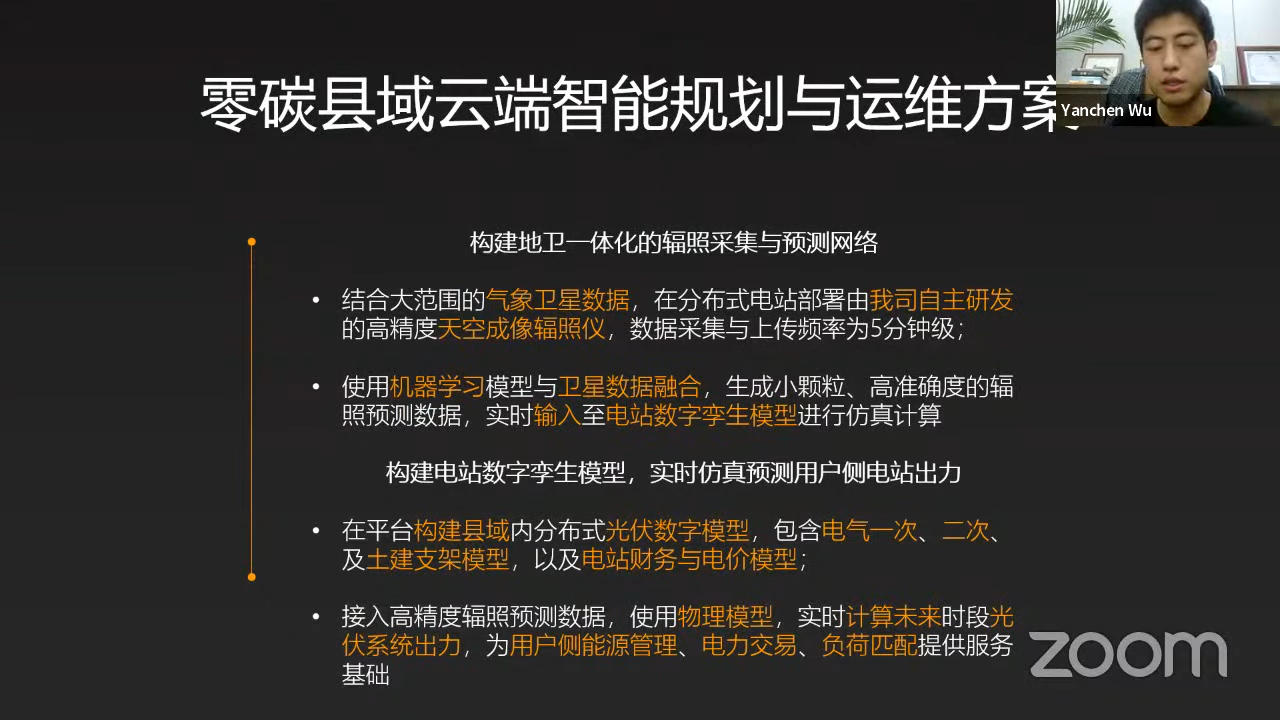 零碳县域云端智能规划与运维方案
Yanchen Wu
构建地卫一体化的辐照采集与预测网络
• 结合大范围的气象卫星数据，在分布式电站部署由我司自主研发
的高精度天空成像辐照仪，数据采集与上传频率为5分钟级；
• 使用机器学习模型与卫星数据融合，生成小颗粒、高准确度的辐
照预测数据，实时输入至电站数字孪生模型进行仿真计算
构建电站数字孪生模型，实时仿真预测用户侧电站出力
• 在平台构建县域内分布式光伏数字模型，包含电气一次、二次、
及土建支架模型，以及电站财务与电价模型；
• 接入高精度辐照预测数据，使用物理模型，实时计算未来时段光
伏系统出力，为用户侧能源管理、电力交易、负荷匹配提供服务
基础
zoom